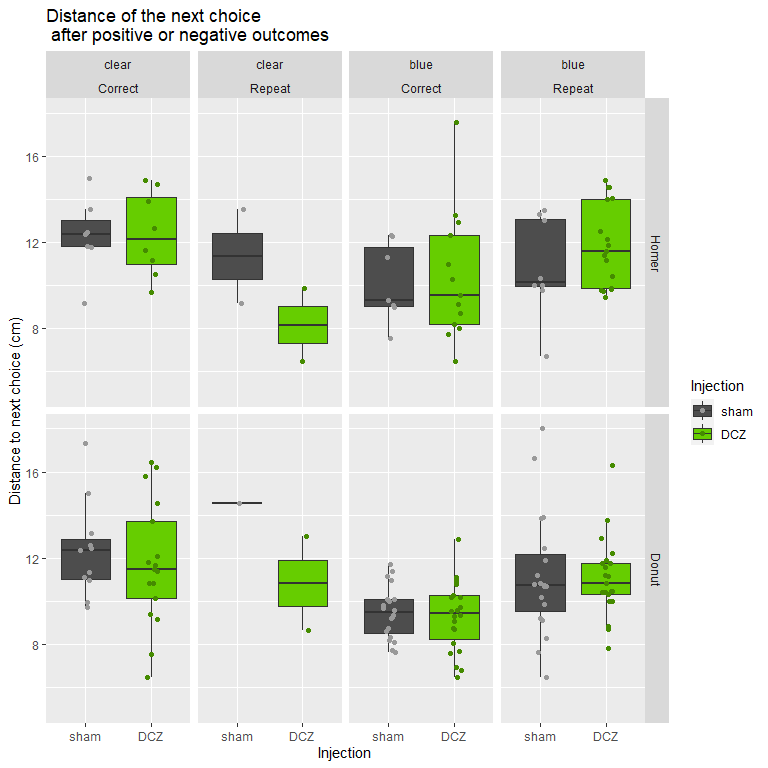 Distance of the next choice
after positive or negative outcomes
clear
clear
blue
blue
Correct
Repeat
Correct
Repeat
16
12
8
Homer
16
12
8
Donut
Distance to next choice (cm)
sham
DCZ
sham
DCZ
sham
DCZ
sham
DCZ
Injection
Injection
sham
DCZ